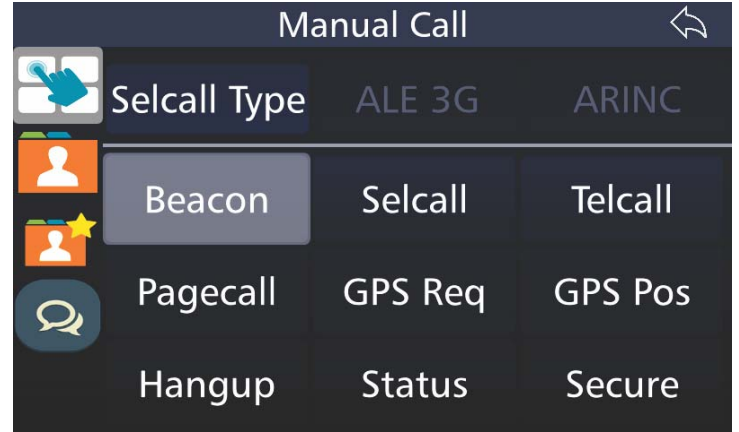 Manual Call
Selcall Type ALE 3G ARINC
Beacon Selcall Telcall
Pagecall GPS Req GPS Pos
Hangup Status Secure